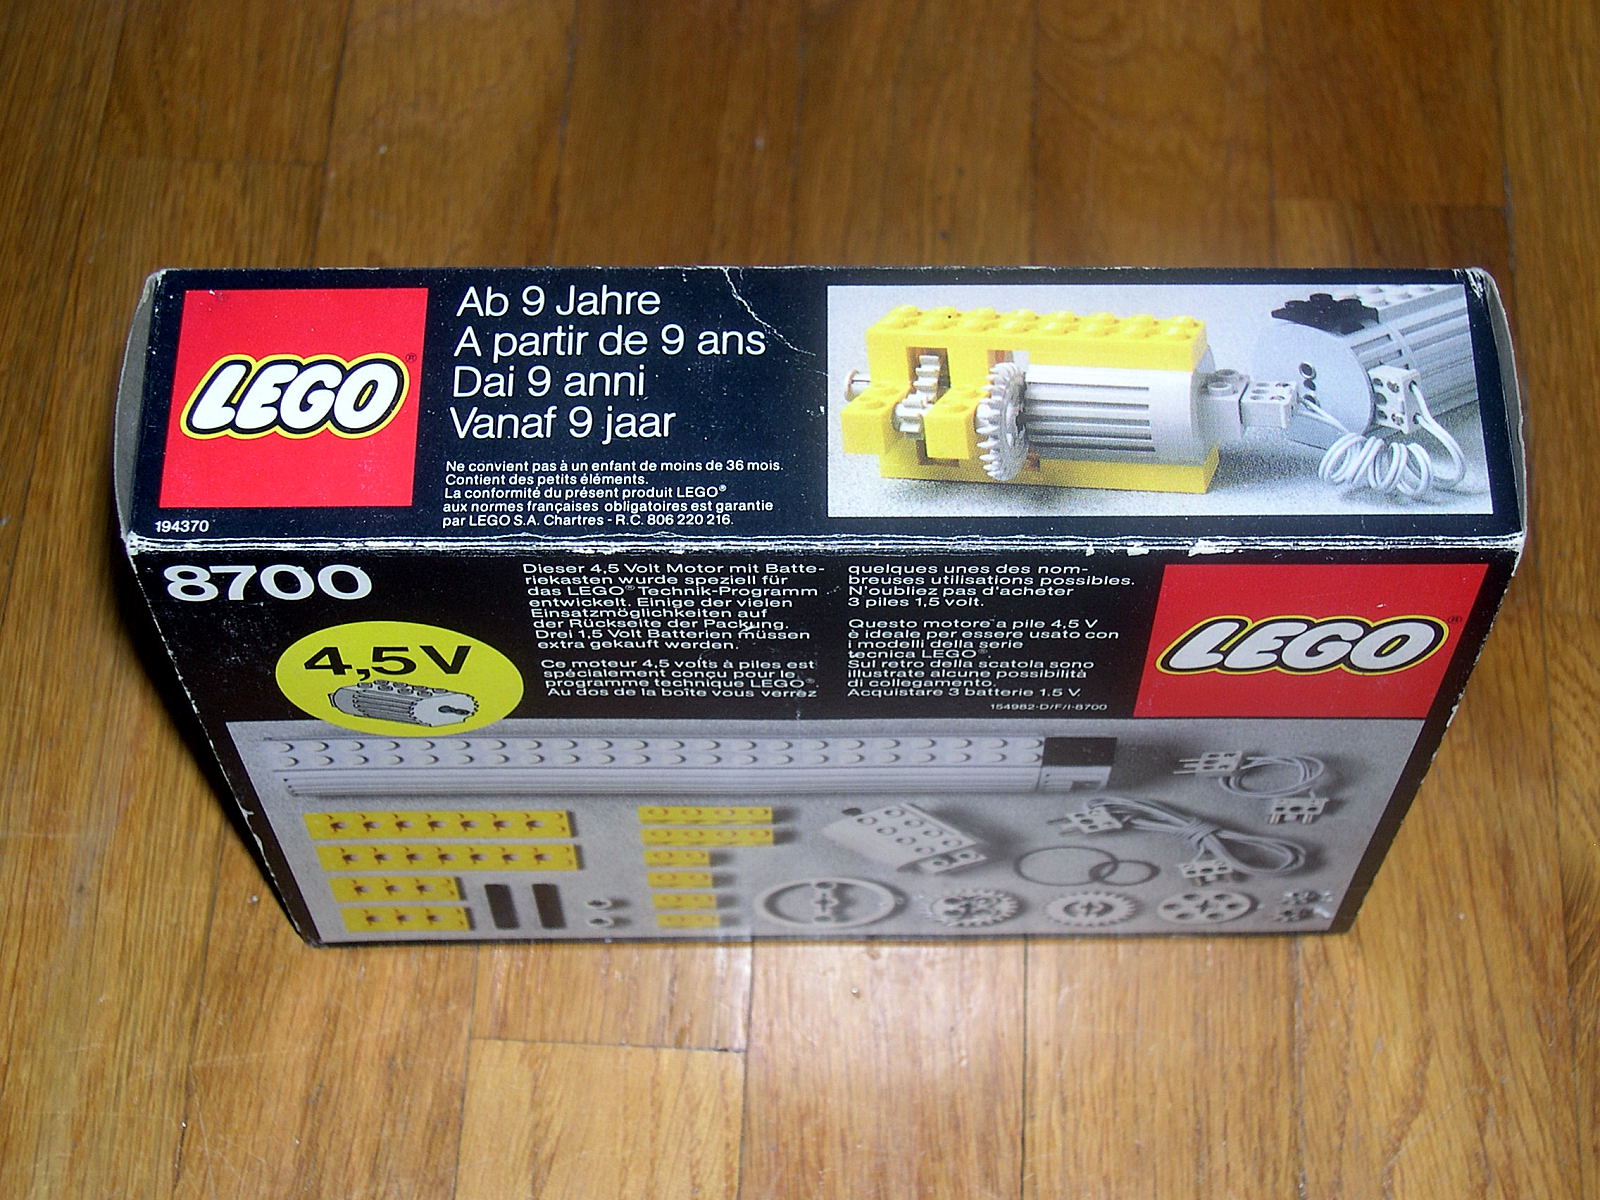 LEGO®
Ab 9 Jahre
A partir de 9 ans
Dai 9 anni
Vanaf 9 jaar
Ne convient pas à un enfant de moins de 36 mois.
Contient des petits éléments.
La conformité du présent produit LEGO®
aux normes françaises obligatoires est garantie
par LEGO S.A. Chartres - R.C. 806 220 216.
194370
8700
4,5V
Dieser 4,5 Volt Motor mit Batte-
riekasten wurde speziell für
das LEGO® Technik-Programm
entwickelt. Einige der vielen
Einsatzmöglichkeiten auf
der Rückseite der Packung.
Drei 1,5 Volt Batterien müssen
extra gekauft werden.
Ce moteur 4,5 volts à piles est
spécialement conçu pour le
programme technique LEGO®.
Au dos de la boîte vous verrez
quelques unes des nom-
breuses utilisations possibles.
N'oubliez pas d'acheter
3 piles 1,5 volt.
Questo motore a pile 4,5 V
è ideale per essere usato con
i modelli della serie
tecnica LEGO®.
Sul retro della scatola sono
illustrate alcune possibilità
di collegamento.
Acquistare 3 batterie 1.5 V.
154982-D/F/I-8700
LEGO®